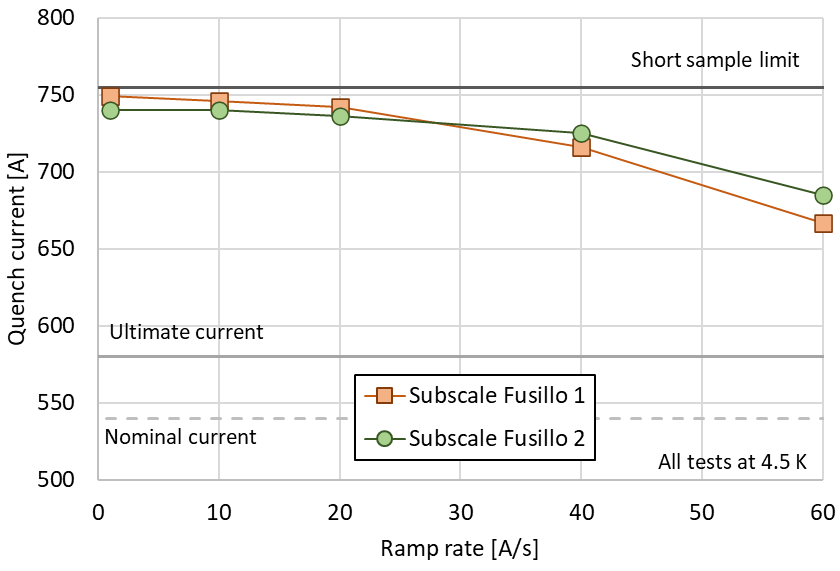 800
750
700
650
600
550
500
Quench current [A]
Short sample limit
Ultimate current
Subscale Fusillo 1
Subscale Fusillo 2
Nominal current
All tests at 4.5 K
0 10 20 30 40 50 60
Ramp rate [A/s]